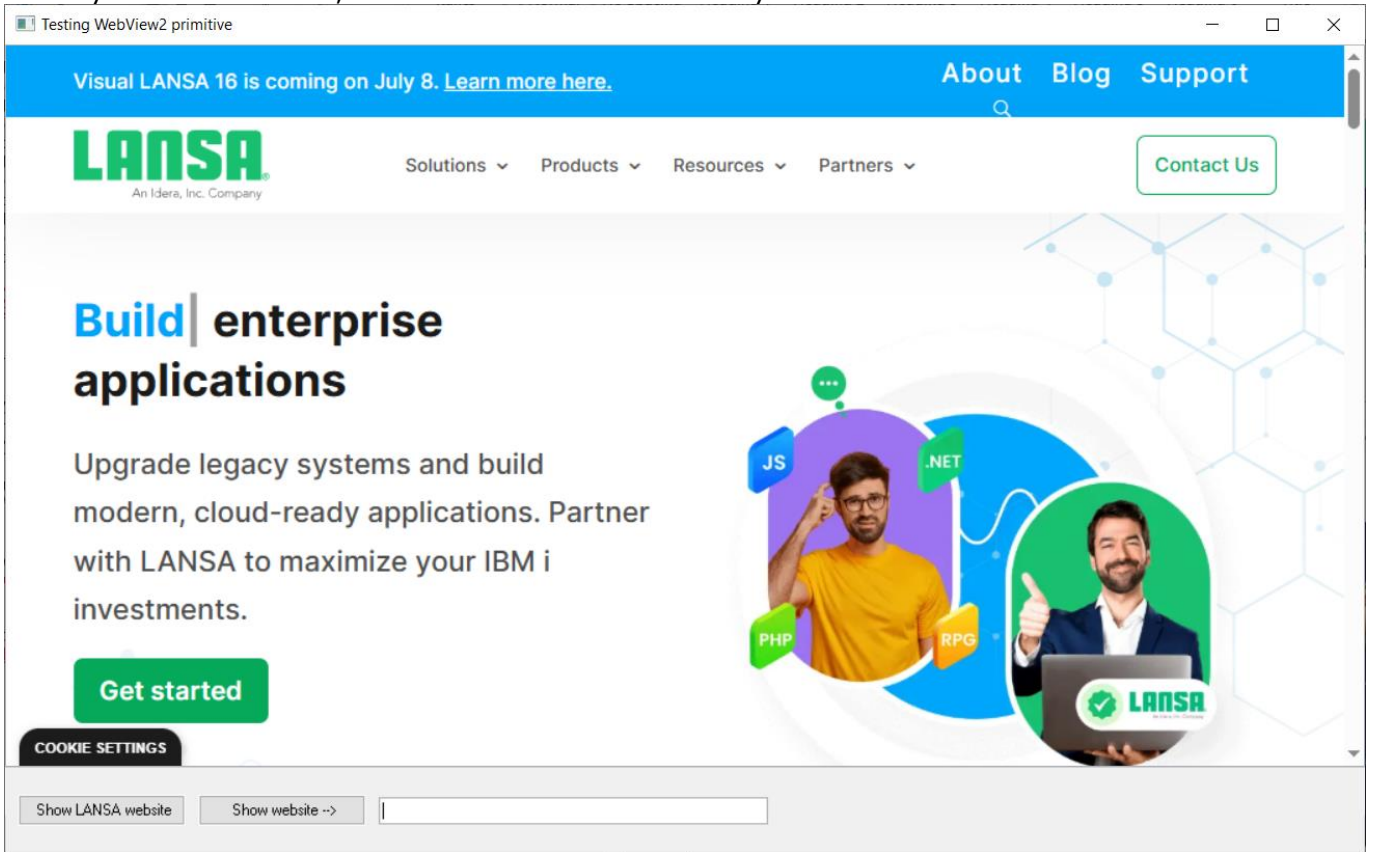 Testing WebView2 primitive
Visual LANSA 16 is coming on July 8. Learn more here.
About Blog Support
LANSA®
An Idera, Inc. Company
Solutions Products Resources Partners
Contact Us
Build enterprise
applications
Upgrade legacy systems and build
modern, cloud-ready applications. Partner
with LANSA to maximize your IBM i
investments.
Get started
JS
.NET
PHP
RPG
LANSA
COOKIE SETTINGS
Show LANSA website
Show website -->